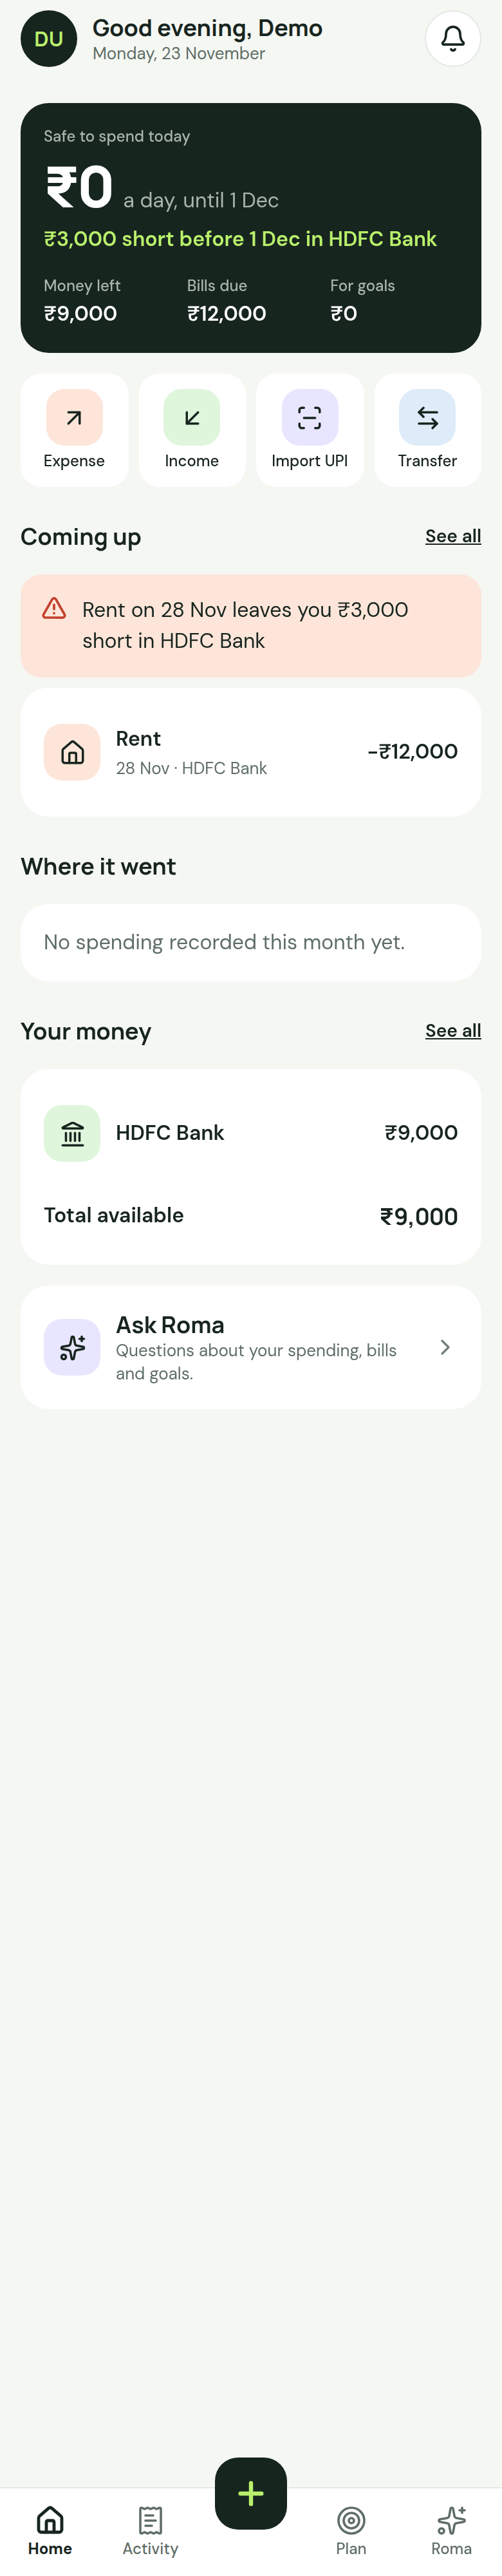 DU
Good evening, Demo
Monday, 23 November
Safe to spend today
₹0 a day, until 1 Dec
₹3,000 short before 1 Dec in HDFC Bank
Money left Bills due For goals
₹9,000 ₹12,000 ₹0
Expense Income Import UPI Transfer
Coming up See all
Rent on 28 Nov leaves you ₹3,000
short in HDFC Bank
Rent
28 Nov · HDFC Bank
-₹12,000
Where it went
No spending recorded this month yet.
Your money See all
HDFC Bank ₹9,000
Total available ₹9,000
Ask Roma
Questions about your spending, bills
and goals.
Home Activity Plan Roma